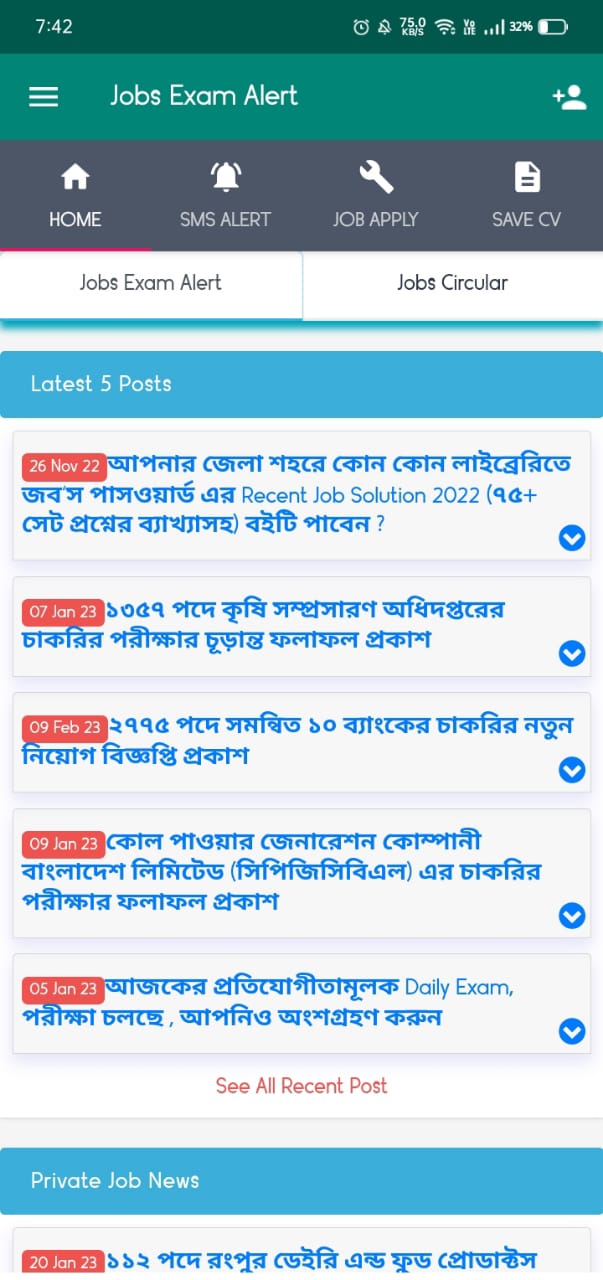 7:42
75.0 KB/S Vo LTE 32%
Jobs Exam Alert
HOME SMS ALERT JOB APPLY SAVE CV
Jobs Exam Alert Jobs Circular
Latest 5 Posts
26 Nov 22 আপনার জেলা শহরে কোন কোন লাইব্রেরিতে
জব'স পাসওয়ার্ড এর Recent Job Solution 2022 (৭৫+
সেট প্রশ্নের ব্যাখ্যাসহ) বইটি পাবেন ?
07 Jan 23 ১৩৫৭ পদে কৃষি সম্প্রসারণ অধিদপ্তরের
চাকরির পরীক্ষার চূড়ান্ত ফলাফল প্রকাশ
09 Feb 23 ২৭৭৫ পদে সমন্বিত ১০ ব্যাংকের চাকরির নতুন
নিয়োগ বিজ্ঞপ্তি প্রকাশ
09 Jan 23 কোল পাওয়ার জেনারেশন কোম্পানী
বাংলাদেশ লিমিটেড (সিপিজিসিবিএল) এর চাকরির
পরীক্ষার ফলাফল প্রকাশ
05 Jan 23 আজকের প্রতিযোগীতামূলক Daily Exam,
পরীক্ষা চলছে , আপনিও অংশগ্রহণ করুন
See All Recent Post
Private Job News
20 Jan 23 ১১২ পদে রংপুর ডেইরি এন্ড ফুড প্রোডাক্টস